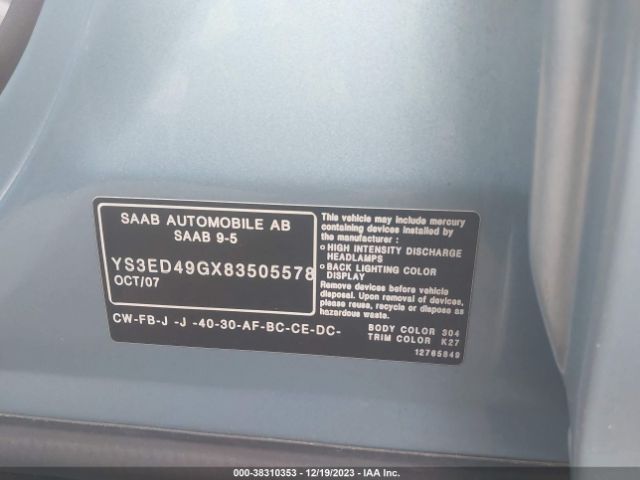 SAAB AUTOMOBILE AB
SAAB 9-5
YS3ED49GX83505578
OCT/07
This vehicle may include mercury
containing devices installed by
the manufacturer :
o HIGH INTENSITY DISCHARGE
HEADLAMPS
o BACK LIGHTING COLOR
DISPLAY
Remove devices before vehicle
disposal. Upon removal of devices,
please reuse, recycle or dispose as
hazardous waste.
CW-FB-J -J -40-30-AF-BC-CE-DC-
BODY COLOR 304
TRIM COLOR K27
12765849
000-38310353 — 12/19/2023 — IAA Inc.